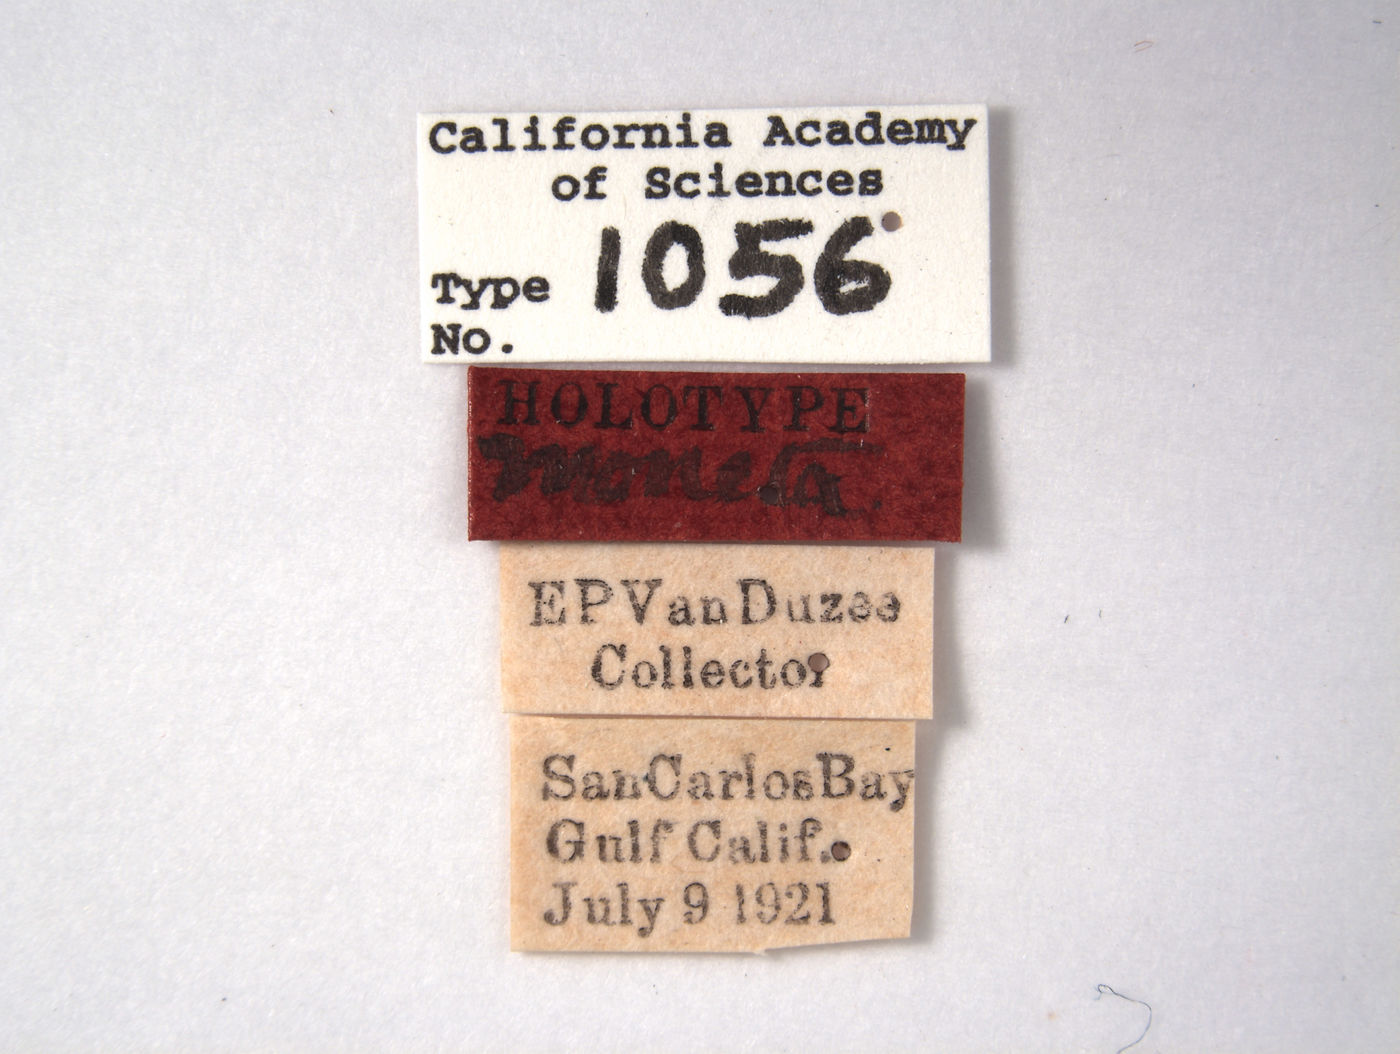 California Academy
of Sciences
Type 1056
No.
HOLOTYPE
moneta
EPVanDuzee
Collector
SanCarlosBay
Gulf Calif.
July 9 1921